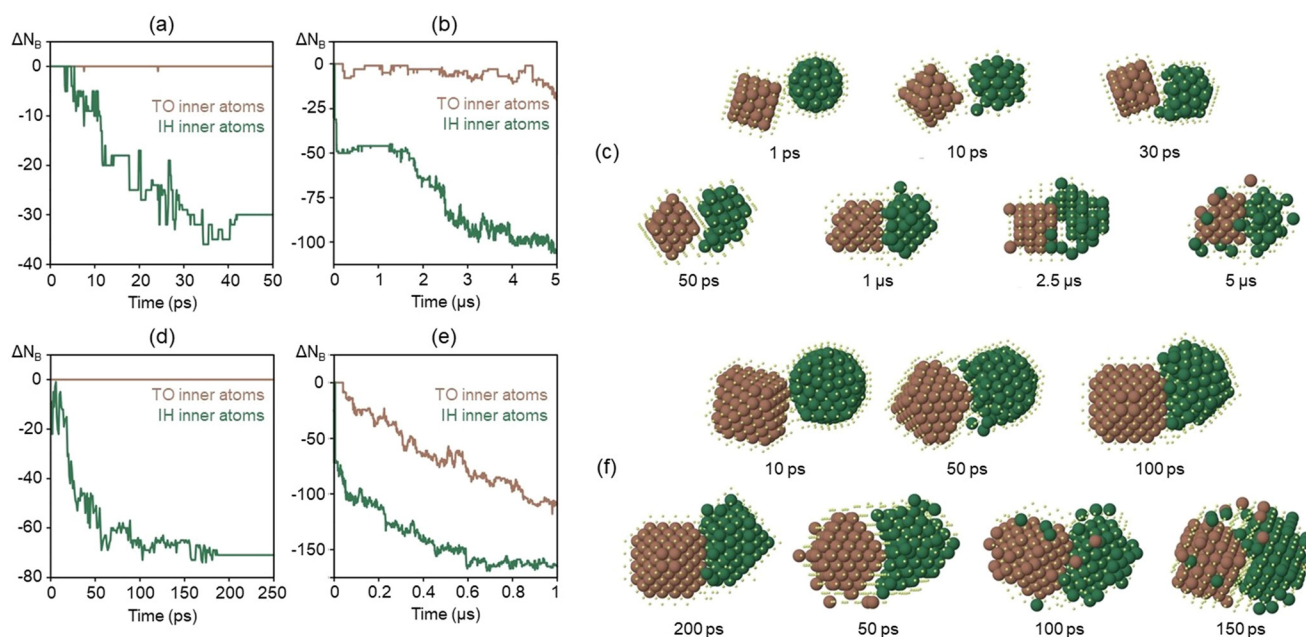 (a)
ΔN_B
0
-10
-20
-30
-40
TO inner atoms
IH inner atoms
0 10 20 30 40 50
Time (ps)
(b)
ΔN_B
0
-25
-50
-75
-100
TO inner atoms
IH inner atoms
0 1 2 3 4 5
Time (μs)
(c)
1 ps 10 ps 30 ps
50 ps 1 μs 2.5 μs 5 μs
(d)
ΔN_B
0
-20
-40
-60
-80
TO inner atoms
IH inner atoms
0 50 100 150 200 250
Time (ps)
(e)
ΔN_B
0
-50
-100
-150
TO inner atoms
IH inner atoms
0 0.2 0.4 0.6 0.8 1
Time (μs)
(f)
10 ps 50 ps 100 ps
200 ps 50 ps 100 ps 150 ps